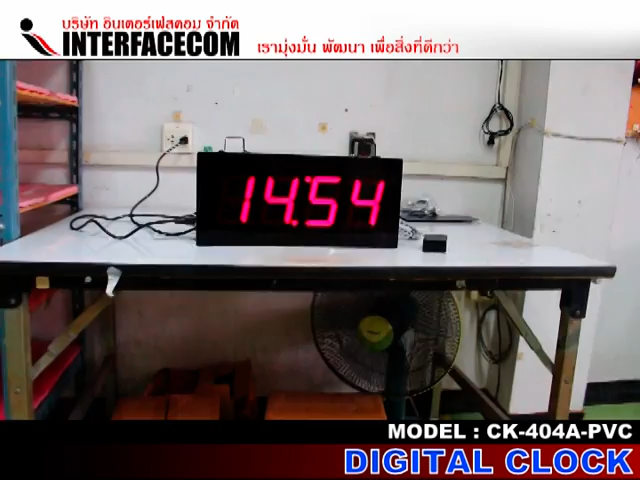 บริษัท อินเตอร์เฟสคอม จำกัด
INTERFACECOM
เรามุ่งมั่น พัฒนา เพื่อสิ่งที่ดีกว่า
14:54
MODEL : CK-404A-PVC
DIGITAL CLOCK